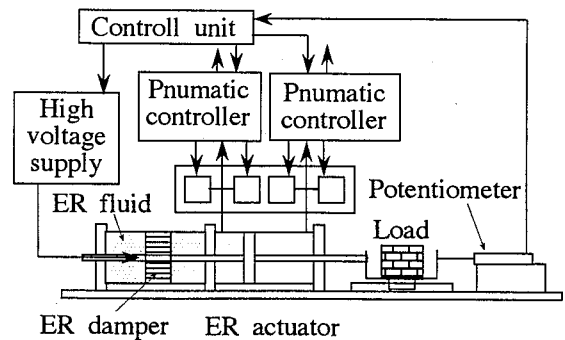 Controll unit
High
voltage
supply
Pnumatic
controller
Pnumatic
controller
Potentiometer
ER fluid
Load
ER damper
ER actuator